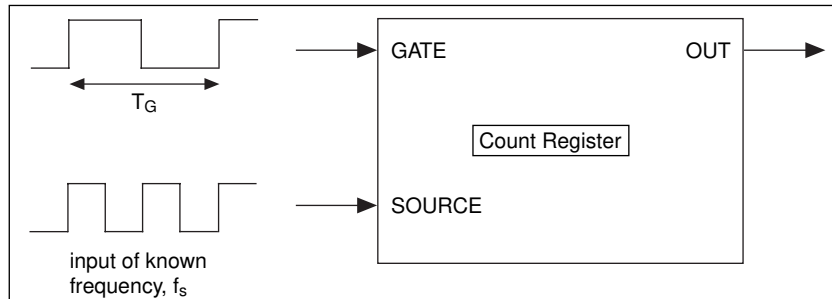 GATE
OUT
T_G
Count Register
SOURCE
input of known
frequency, f_s